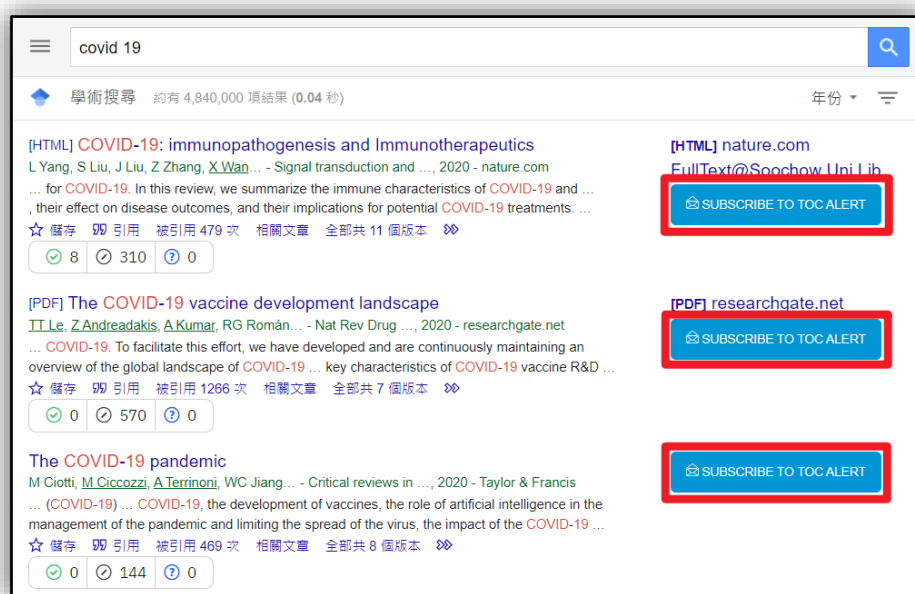 covid 19
學術搜尋 約有 4,840,000 項結果 (0.04 秒) 年份
[HTML] COVID-19: immunopathogenesis and Immunotherapeutics
L Yang, S Liu, J Liu, Z Zhang, X Wan... - Signal transduction and …, 2020 - nature.com
... for COVID-19. In this review, we summarize the immune characteristics of COVID-19 and ...
, their effect on disease outcomes, and their implications for potential COVID-19 treatments. ...
儲存 引用 被引用 479 次 相關文章 全部共 11 個版本
8 310 0
[HTML] nature.com
FullText@Soochow Uni Lib
SUBSCRIBE TO TOC ALERT
[PDF] The COVID-19 vaccine development landscape
TT Le, Z Andreadakis, A Kumar, RG Román... - Nat Rev Drug …, 2020 - researchgate.net
... COVID-19. To facilitate this effort, we have developed and are continuously maintaining an
overview of the global landscape of COVID-19 ... key characteristics of COVID-19 vaccine R&D ...
儲存 引用 被引用 1266 次 相關文章 全部共 7 個版本
0 570 0
[PDF] researchgate.net
SUBSCRIBE TO TOC ALERT
The COVID-19 pandemic
M Ciotti, M Ciccozzi, A Terrinoni, WC Jiang... - Critical reviews in …, 2020 - Taylor & Francis
... (COVID-19) ... COVID-19, the development of vaccines, the role of artificial intelligence in the
management of the pandemic and limiting the spread of the virus, the impact of the COVID-19 ...
儲存 引用 被引用 469 次 相關文章 全部共 8 個版本
0 144 0
SUBSCRIBE TO TOC ALERT